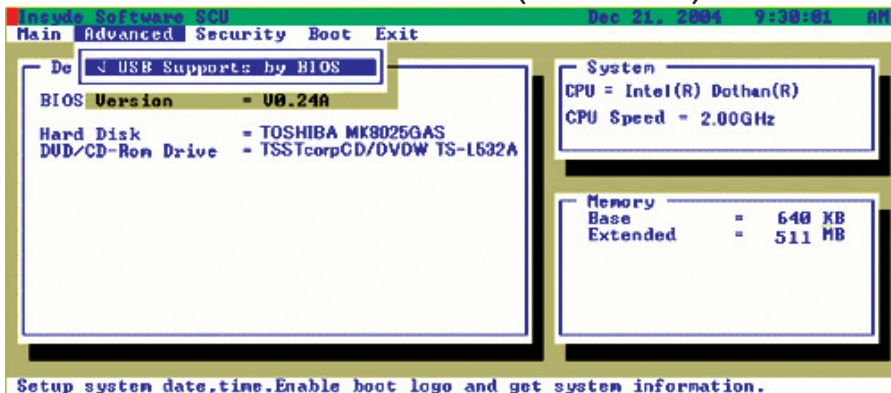 Insyde Software SCU Dec 21, 2004 9:30:01 AM
Main Advanced Security Boot Exit
De √ USB Supports by BIOS
BIOS Version = V0.24A
Hard Disk = TOSHIBA MK8025GAS
DVD/CD-Rom Drive = TSSTcorpCD/DVDW TS-L532A
System
CPU = Intel(R) Dothan(R)
CPU Speed = 2.00GHz
Memory
Base = 640 KB
Extended = 511 MB
Setup system date,time.Enable boot logo and get system information.